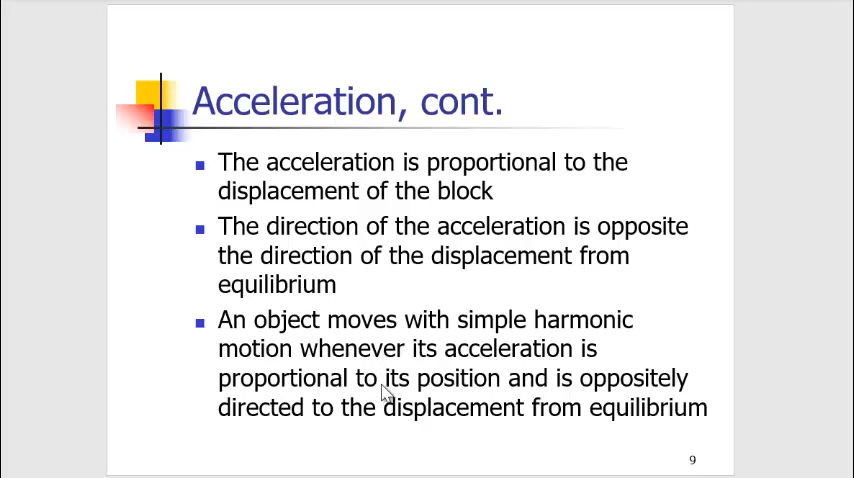 Acceleration, cont.
The acceleration is proportional to the
displacement of the block
The direction of the acceleration is opposite
the direction of the displacement from
equilibrium
An object moves with simple harmonic
motion whenever its acceleration is
proportional to its position and is oppositely
directed to the displacement from equilibrium
9